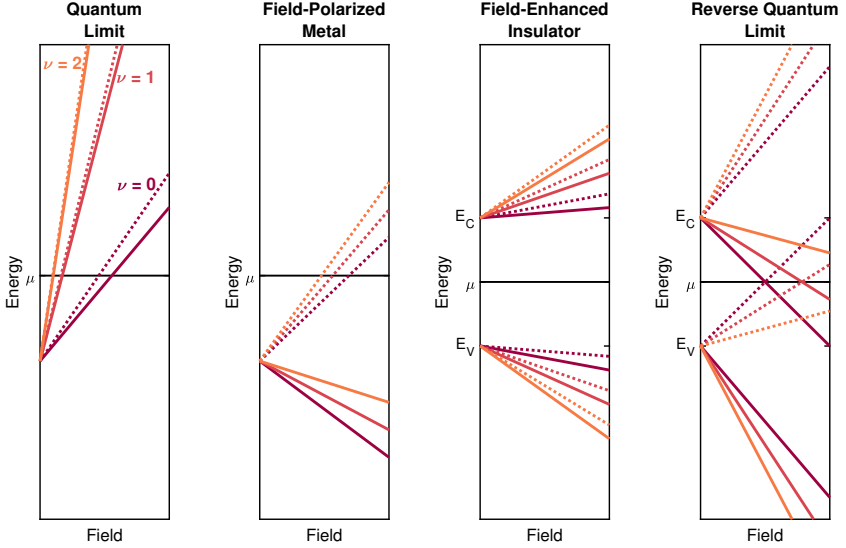 Quantum
Limit
ν = 2
ν = 1
ν = 0
μ
Energy
Field
Field-Polarized
Metal
μ
Energy
Field
Field-Enhanced
Insulator
E_C
μ
E_V
Energy
Field
Reverse Quantum
Limit
E_C
μ
E_V
Energy
Field